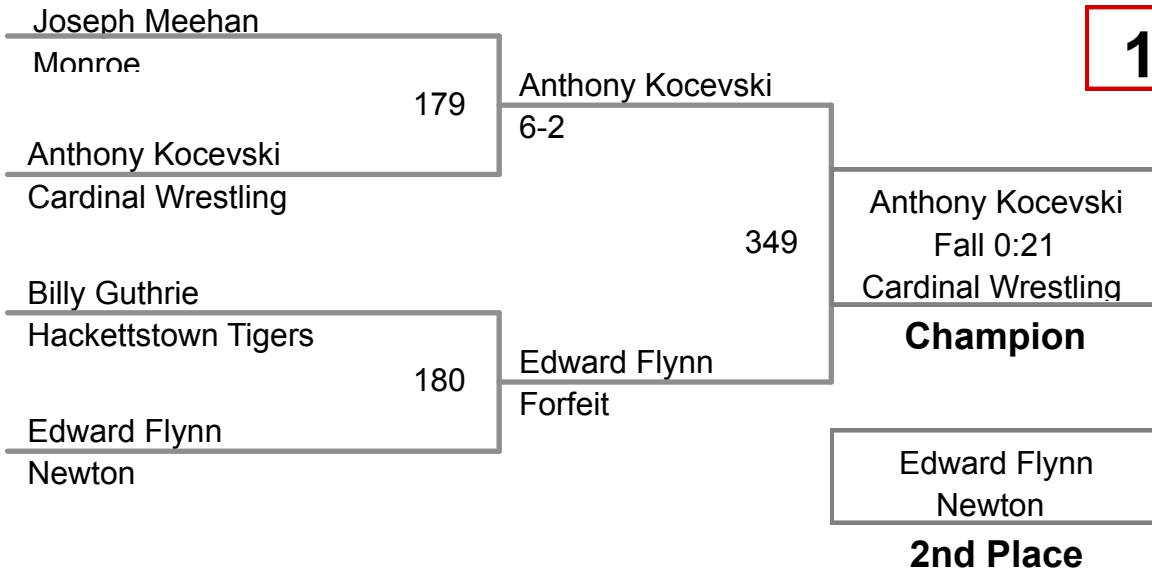 Joseph Meehan
Monroe
179
Anthony Kocevski
Cardinal Wrestling
Anthony Kocevski
6-2
Billy Guthrie
Hackettstown Tigers
180
Edward Flynn
Newton
Edward Flynn
Forfeit
349
1
Anthony Kocevski
Fall 0:21
Cardinal Wrestling
Champion
Edward Flynn
Newton
2nd Place